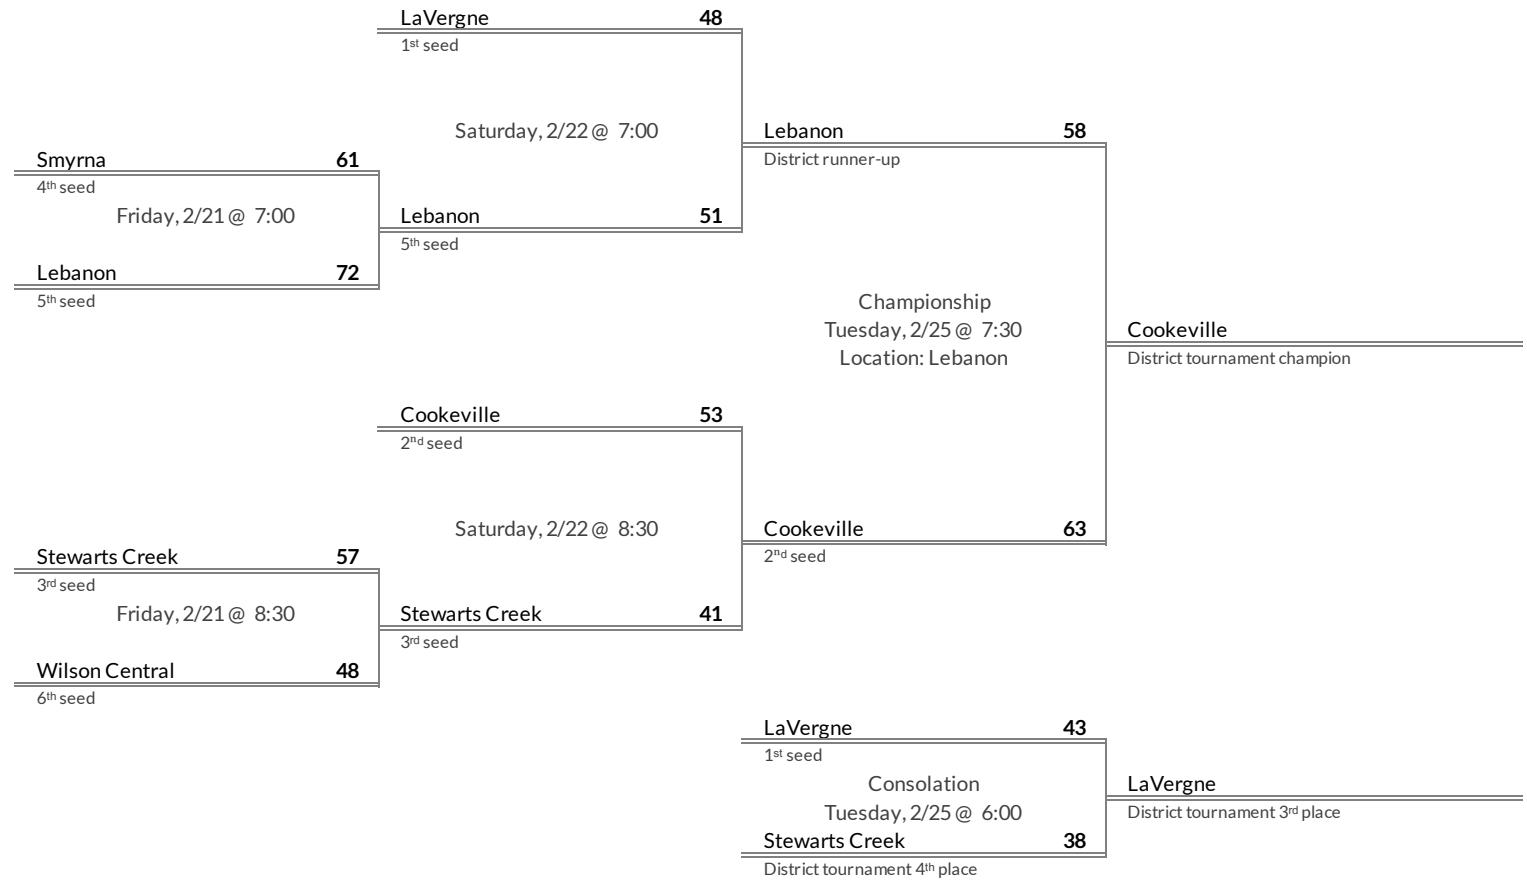 LaVergne 48
1st seed
Saturday, 2/22 @ 7:00
Lebanon 58
District runner-up
Smyrna 61
4th seed
Friday, 2/21 @ 7:00
Lebanon 51
5th seed
Lebanon 72
5th seed
Championship
Tuesday, 2/25 @ 7:30
Location: Lebanon
Cookeville
District tournament champion
Cookeville 53
2nd seed
Saturday, 2/22 @ 8:30
Cookeville 63
2nd seed
Stewarts Creek 57
3rd seed
Friday, 2/21 @ 8:30
Stewarts Creek 41
3rd seed
Wilson Central 48
6th seed
LaVergne 43
1st seed
Consolation
Tuesday, 2/25 @ 6:00
LaVergne
District tournament 3rd place
Stewarts Creek 38
District tournament 4th place